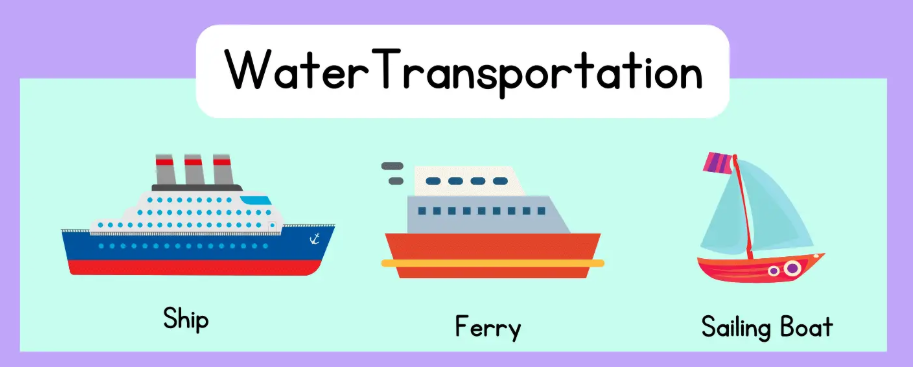 WaterTransportation
Ship
Ferry
Sailing Boat